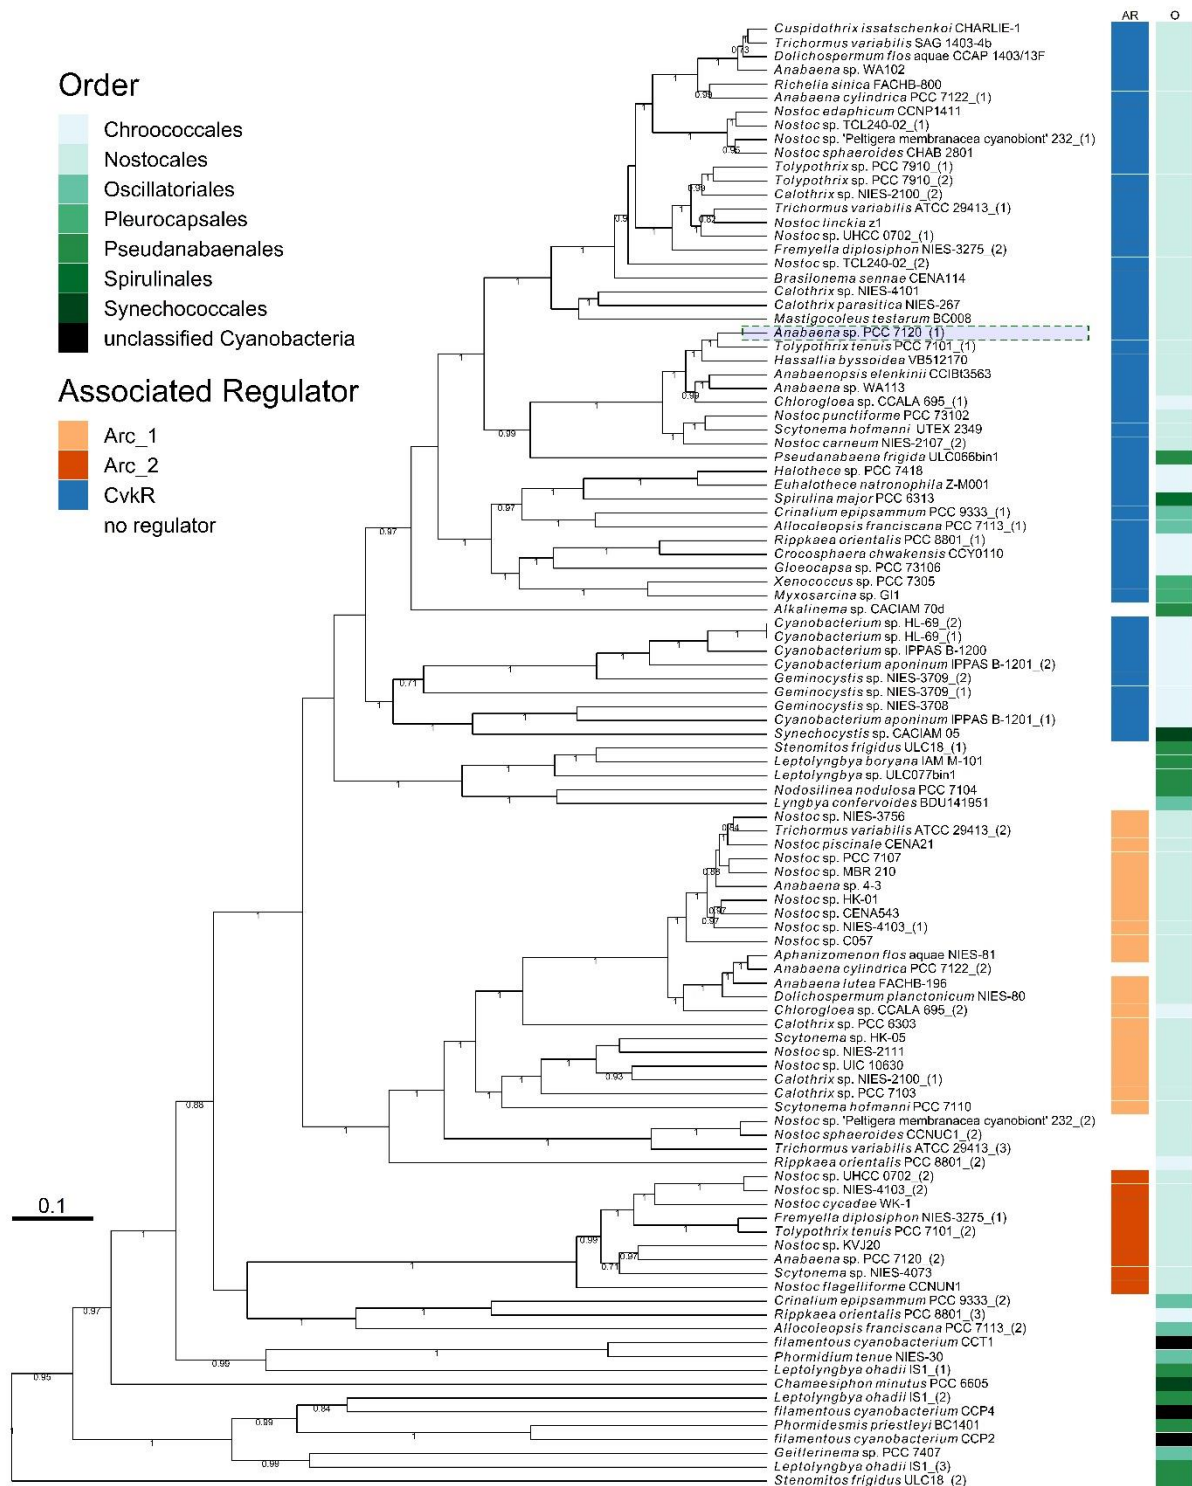 AR O
Order
Chroococcales
Nostocales
Oscillatoriales
Pleurocapsales
Pseudanabaenales
Spirulinales
Synechococcales
unclassified Cyanobacteria
Associated Regulator
Arc_1
Arc_2
CvkR
no regulator
0.1
Cuspidothrix issatschenkoi CHARLIE-1
Trichormus variabilis SAG 1403-4b
Dolichospermum flos aquae CCAP 1403/13F
Anabaena sp. WA102
Richelia sinica FACHB-800
Anabaena cylindrica PCC 7122_(1)
Nostoc edaphicum CCNP1411
Nostoc sp. TCL240-02_(1)
Nostoc sp. 'Peltigera membranacea cyanobiont' 232_(1)
Nostoc sphaeroides CHAB 2801
Tolypothrix sp. PCC 7910_(1)
Tolypothrix sp. PCC 7910_(2)
Calothrix sp. NIES-2100_(2)
Trichormus variabilis ATCC 29413_(1)
Nostoc linckia z1
Nostoc sp. UHCC 0702_(1)
Fremyella diplosiphon NIES-3275_(2)
Nostoc sp. TCL240-02_(2)
Brasilonema sennae CENA114
Calothrix sp. NIES-4101
Calothrix parasitica NIES-267
Mastigocoleus testarum BC008
Anabaena sp. PCC 7120_(1)
Tolypothrix tenuis PCC 7101_(1)
Hassallia byssoidea VB512170
Anabaenopsis elenkinii CCIBt3563
Anabaena sp. WA113
Chlorogloea sp. CCALA 695_(1)
Nostoc punctiforme PCC 73102
Scytonema hofmanni UTEX 2349
Nostoc carneum NIES-2107_(2)
Pseudanabaena frigida ULC066bin1
Halothece sp. PCC 7418
Euhalothece natronophila Z-M001
Spirulina major PCC 6313
Crinalium epipsammum PCC 9333_(1)
Allocoleopsis franciscana PCC 7113_(1)
Rippkaea orientalis PCC 8801_(1)
Crocosphaera chwakensis CCY0110
Gloeocapsa sp. PCC 73106
Xenococcus sp. PCC 7305
Myxosarcina sp. GI1
Alkalinema sp. CACIAM 70d
Cyanobacterium sp. HL-69_(2)
Cyanobacterium sp. HL-69_(1)
Cyanobacterium sp. IPPAS B-1200
Cyanobacterium aponinum IPPAS B-1201_(2)
Geminocystis sp. NIES-3709_(2)
Geminocystis sp. NIES-3709_(1)
Geminocystis sp. NIES-3708
Cyanobacterium aponinum IPPAS B-1201_(1)
Synechocystis sp. CACIAM 05
Stenomitos frigidus ULC18_(1)
Leptolyngbya boryana IAM M-101
Leptolyngbya sp. ULC077bin1
Nodosilinea nodulosa PCC 7104
Lyngbya confervoides BDU141951
Nostoc sp. NIES-3756
Trichormus variabilis ATCC 29413_(2)
Nostoc piscinale CENA21
Nostoc sp. PCC 7107
Nostoc sp. MBR 210
Anabaena sp. 4-3
Nostoc sp. HK-01
Nostoc sp. CENA543
Nostoc sp. NIES-4103_(1)
Nostoc sp. C057
Aphanizomenon flos aquae NIES-81
Anabaena cylindrica PCC 7122_(2)
Anabaena lutea FACHB-196
Dolichospermum planctonicum NIES-80
Chlorogloea sp. CCALA 695_(2)
Calothrix sp. PCC 6303
Scytonema sp. HK-05
Nostoc sp. NIES-2111
Nostoc sp. UIC 10630
Calothrix sp. NIES-2100_(1)
Calothrix sp. PCC 7103
Scytonema hofmanni PCC 7110
Nostoc sp. 'Peltigera membranacea cyanobiont' 232_(2)
Nostoc sphaeroides CCNUC1_(2)
Trichormus variabilis ATCC 29413_(3)
Rippkaea orientalis PCC 8801_(2)
Nostoc sp. UHCC 0702_(2)
Nostoc sp. NIES-4103_(2)
Nostoc cycadae WK-1
Fremyella diplosiphon NIES-3275_(1)
Tolypothrix tenuis PCC 7101_(2)
Nostoc sp. KVJ20
Anabaena sp. PCC 7120_(2)
Scytonema sp. NIES-4073
Nostoc flagelliforme CCNUN1
Crinalium epipsammum PCC 9333_(2)
Rippkaea orientalis PCC 8801_(3)
Allocoleopsis franciscana PCC 7113_(2)
filamentous cyanobacterium CCT1
Phormidium tenue NIES-30
Leptolyngbya ohadii IS1_(1)
Chamaesiphon minutus PCC 6605
Leptolyngbya ohadii IS1_(2)
filamentous cyanobacterium CCP4
Phormidesmis priestleyi BC1401
filamentous cyanobacterium CCP2
Geitlerinema sp. PCC 7407
Leptolyngbya ohadii IS1_(3)
Stenomitos frigidus ULC18_(2)